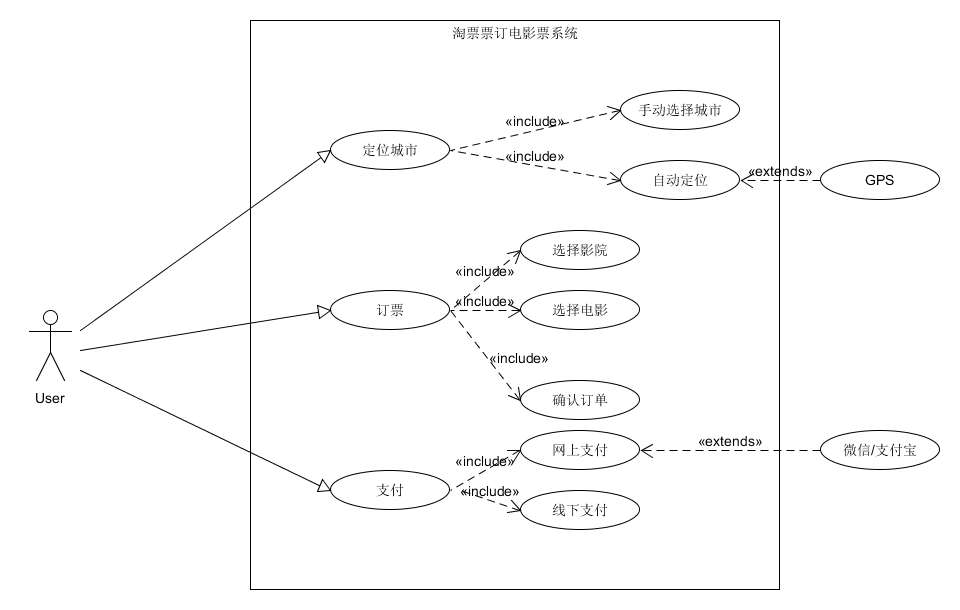 淘票票订电影票系统
手动选择城市
«include»
定位城市
«include»
自动定位
«extends»
GPS
选择影院
«include»
订票
«include»
选择电影
«include»
User
确认订单
网上支付
«extends»
微信/支付宝
«include»
支付
«include»
线下支付